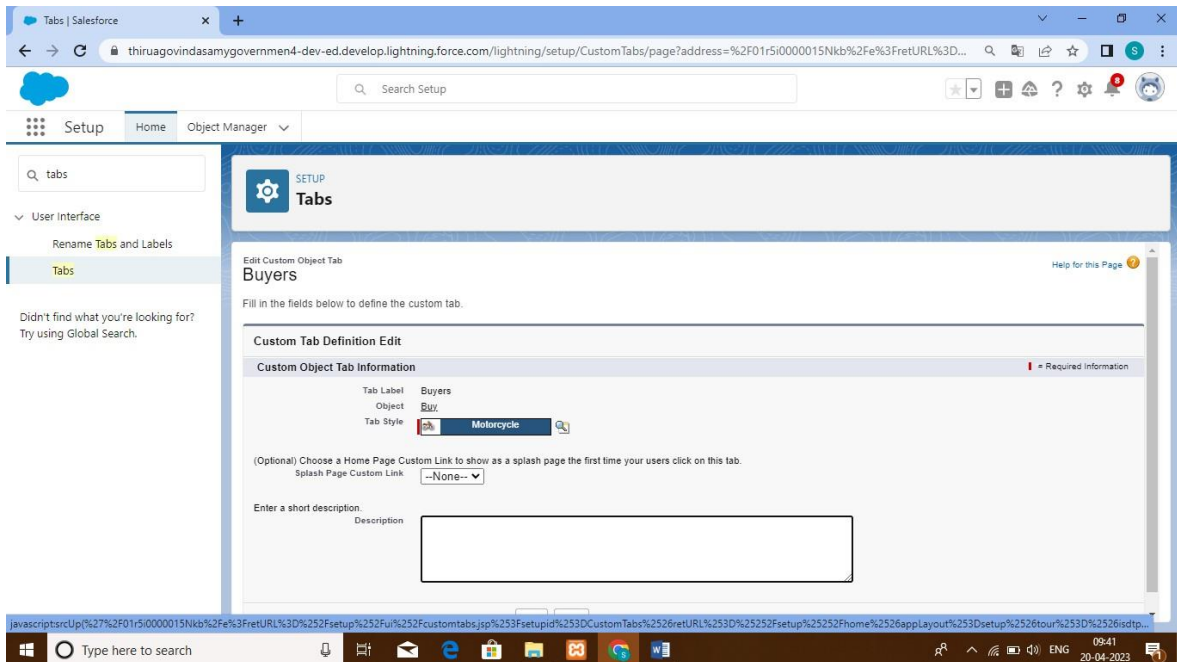 Tabs | Salesforce
thiruagovindasamygovernmen4-dev-ed.develop.lightning.force.com/lightning/setup/CustomTabs/page?address=%2F01r5i0000015Nkb%2Fe%3FretURL%3D...
S
Search Setup
8
Setup
Home
Object Manager
tabs
User Interface
Rename Tabs and Labels
Tabs
Didn't find what you're looking for?
Try using Global Search.
SETUP
Tabs
Edit Custom Object Tab
Buyers
Help for this Page
Fill in the fields below to define the custom tab.
Custom Tab Definition Edit
Custom Object Tab Information
= Required Information
Tab Label Buyers
Object Buy
Tab Style Motorcycle
(Optional) Choose a Home Page Custom Link to show as a splash page the first time your users click on this tab.
Splash Page Custom Link --None--
Enter a short description.
Description
javascript:srcUp(%27%2F01r5i0000015Nkb%2Fe%3FretURL%3D%252Fsetup%252Fui%252Fcustomtabs.jsp%253Fsetupid%253DCustomTabs%2526retURL%253D%25252Fsetup%25252Fhome%2526appLayout%253Dsetup%2526tour%253D%2526isdtp...
Type here to search
ENG
09:41
20-04-2023